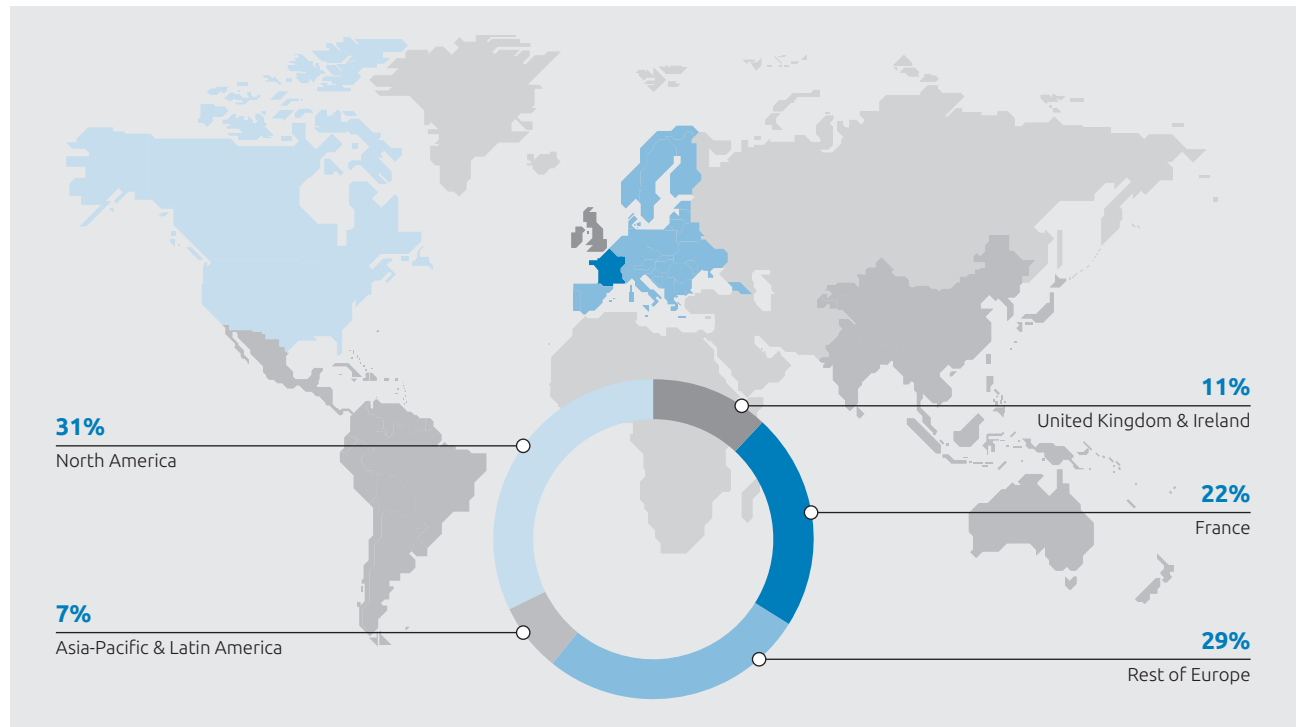 31%
North America
7%
Asia-Pacific & Latin America
11%
United Kingdom & Ireland
22%
France
29%
Rest of Europe